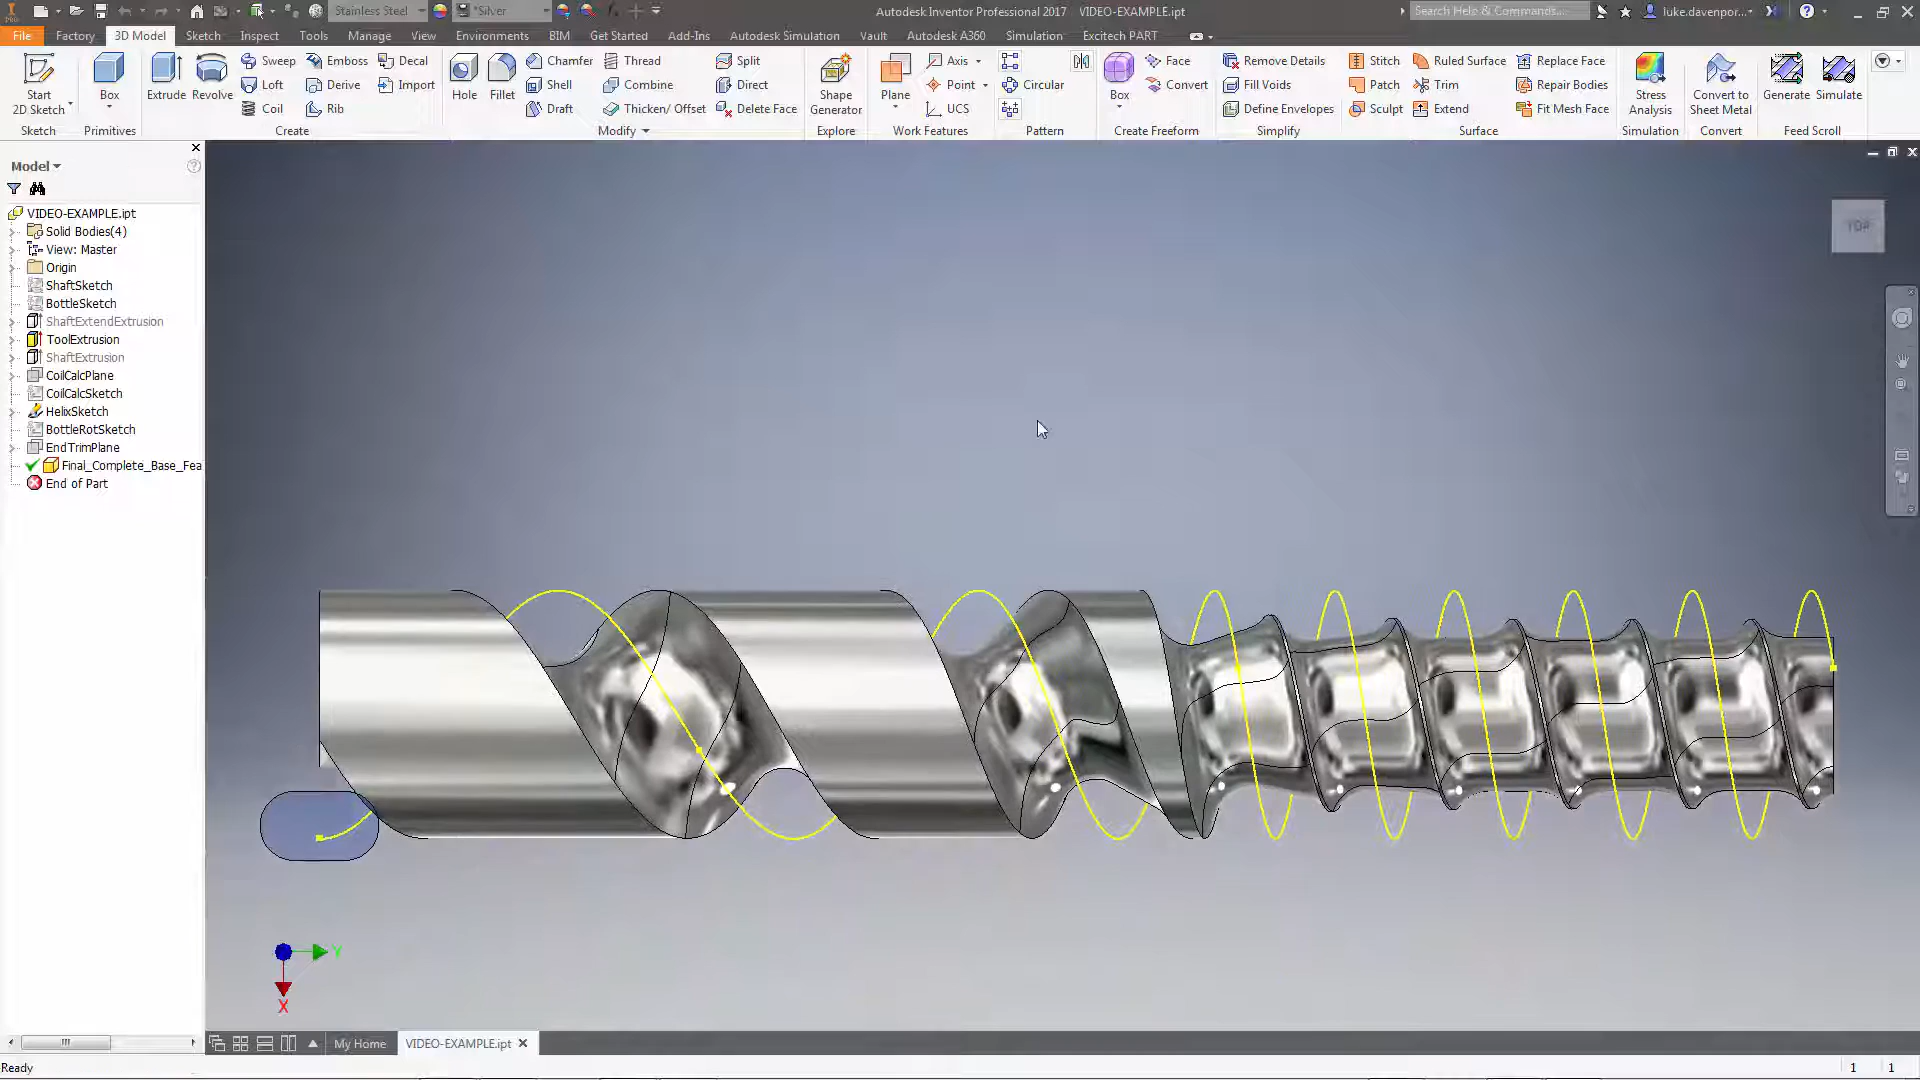 Stainless Steel
*Silver
Autodesk Inventor Professional 2017 VIDEO-EXAMPLE.ipt
Search Help & Commands...
luke.davenpor...
File Factory 3D Model Sketch Inspect Tools Manage View Environments BIM Get Started Add-Ins Autodesk Simulation Vault Autodesk A360 Simulation Excitech PART
Sweep Emboss Decal Chamfer Thread Split Axis Face Remove Details Stitch Ruled Surface Replace Face
Loft Derive Import Shell Combine Direct Point Circular Convert Fill Voids Patch Trim Repair Bodies
Start
2D Sketch Box Extrude Revolve Hole Fillet Shape
Generator Plane Box Stress
Analysis Convert to
Sheet Metal Generate Simulate
Coil Rib Draft Thicken/ Offset Delete Face UCS Define Envelopes Sculpt Extend Fit Mesh Face
Sketch Primitives Create Modify Explore Work Features Pattern Create Freeform Simplify Surface Simulation Convert Feed Scroll
Model
VIDEO-EXAMPLE.ipt
Solid Bodies(4)
View: Master
Origin
ShaftSketch
BottleSketch
ShaftExtendExtrusion
ToolExtrusion
ShaftExtrusion
CoilCalcPlane
CoilCalcSketch
HelixSketch
BottleRotSketch
EndTrimPlane
Final_Complete_Base_Fea
End of Part
TOP
Y
X
My Home VIDEO-EXAMPLE.ipt
Ready
1 1